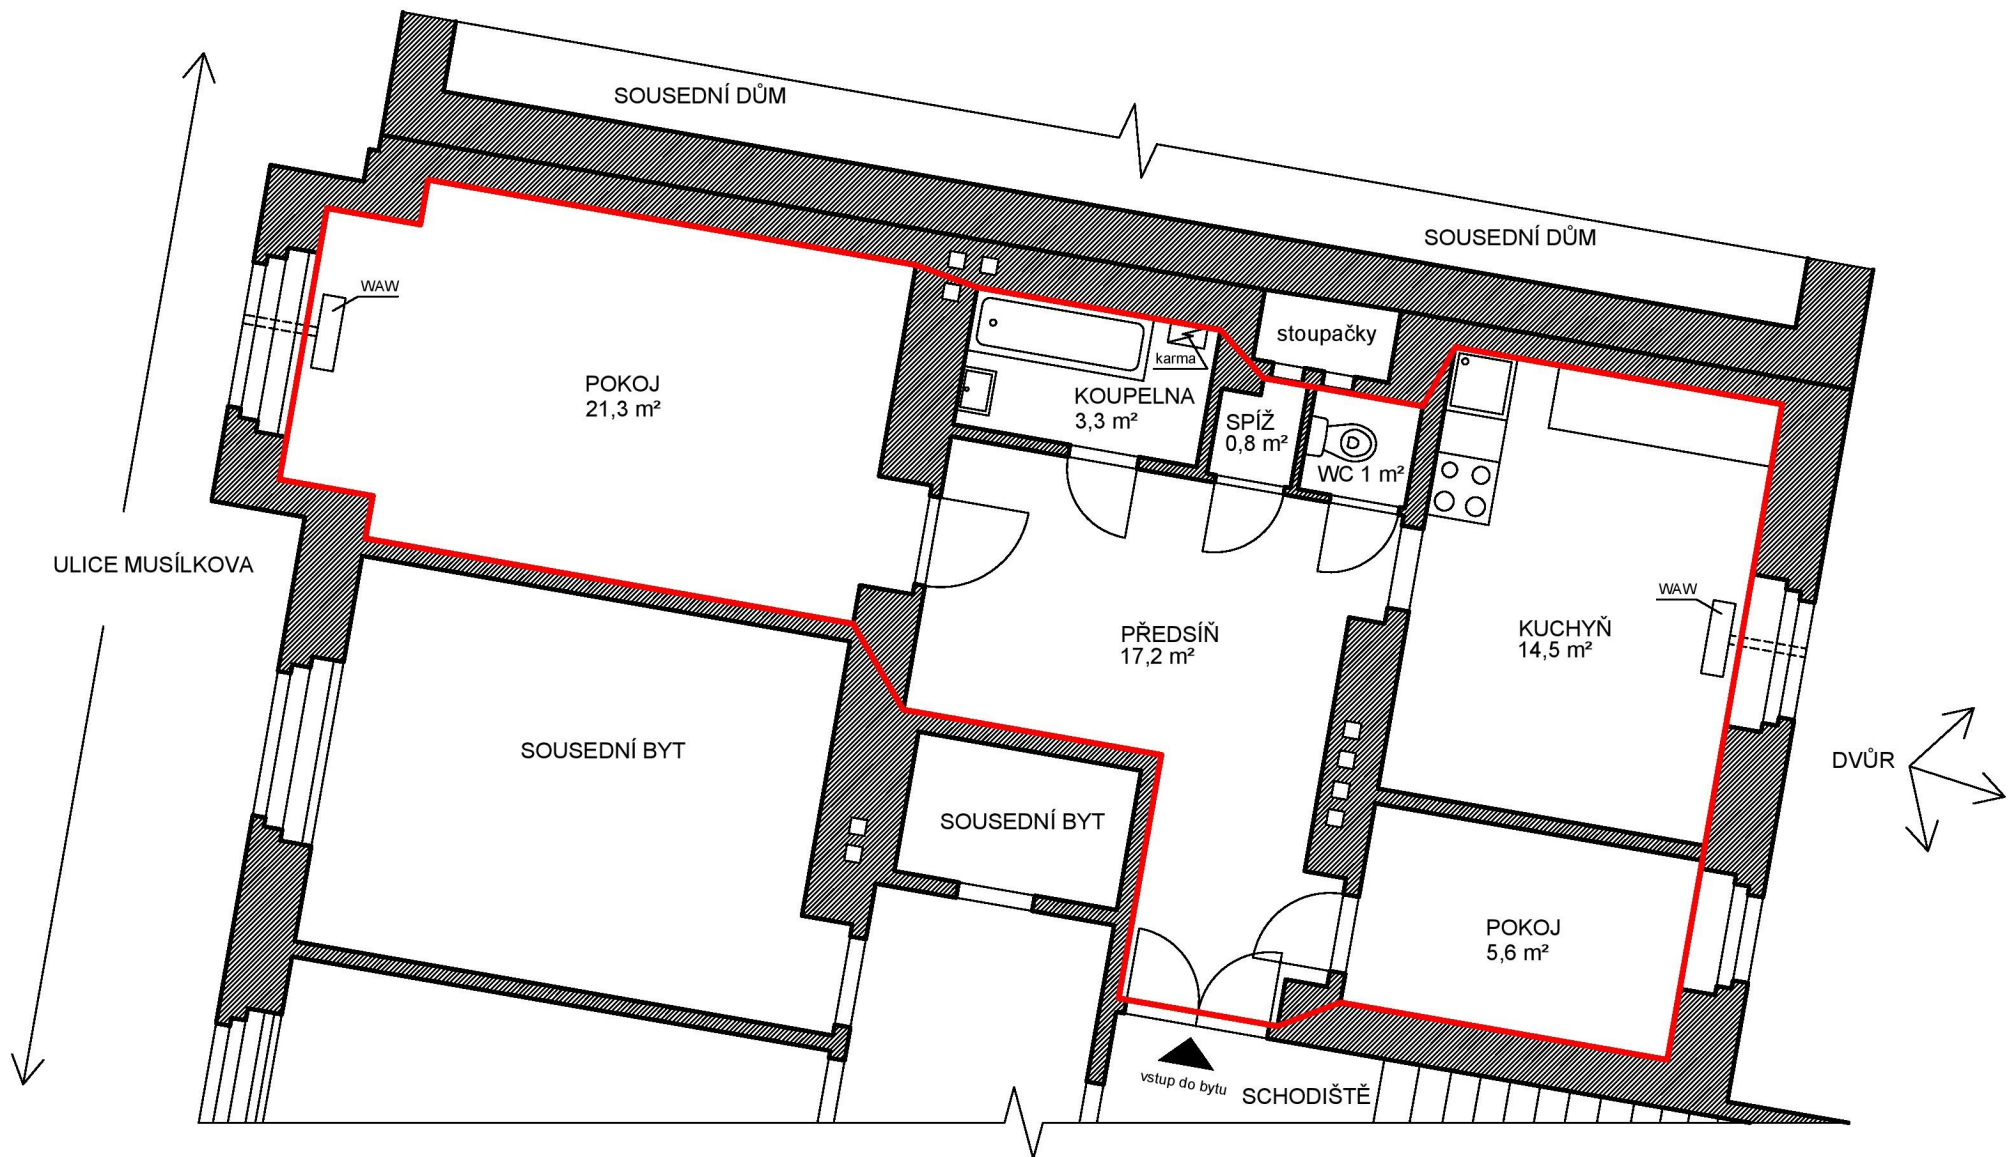 SOUSEDNÍ DŮM
SOUSEDNÍ DŮM
WAW
stoupačky
karma
POKOJ
21,3 m²
KOUPELNA
3,3 m²
SPÍŽ
0,8 m²
WC 1 m²
ULICE MUSÍLKOVA
WAW
PŘEDSÍŇ
17,2 m²
KUCHYŇ
14,5 m²
SOUSEDNÍ BYT
DVŮR
SOUSEDNÍ BYT
POKOJ
5,6 m²
vstup do bytu
SCHODIŠTĚ